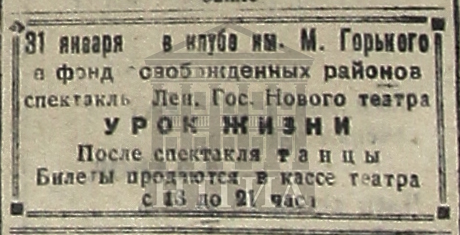 31 января в клубе им. М. Горького
в фонд освобожденных районов
спектакль Лен. Гос. Нового театра
УРОК ЖИЗНИ
После спектакля танцы
Билеты продаются в кассе театра
с 13 до 21 часа